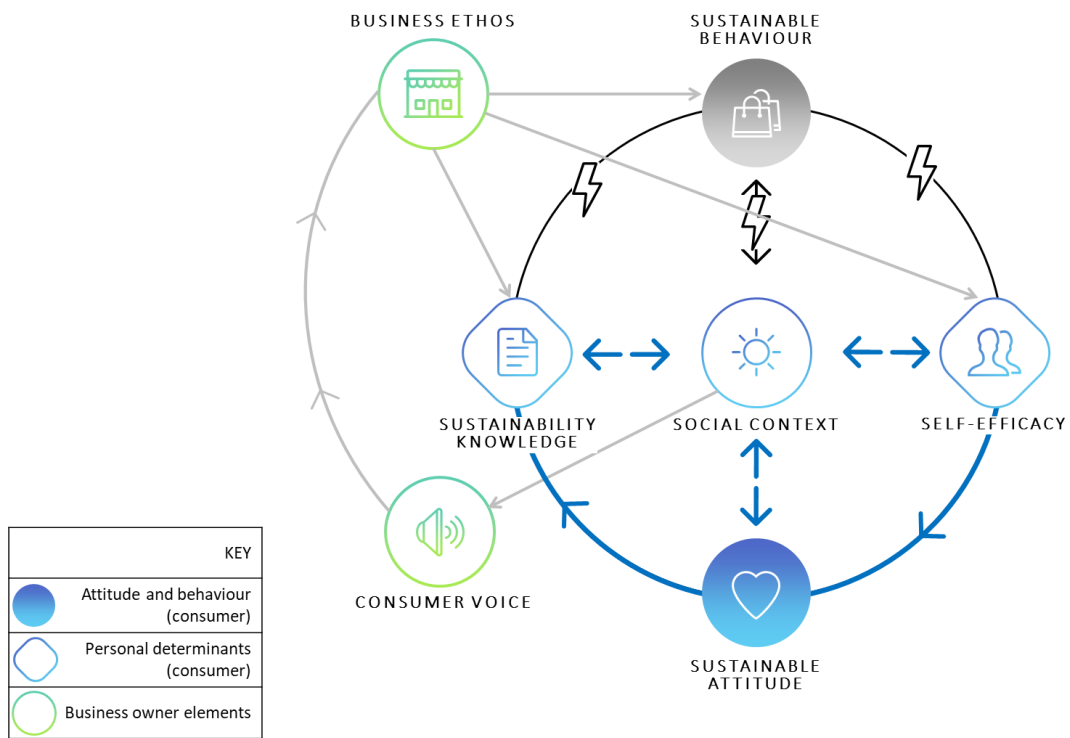 BUSINESS ETHOS
SUSTAINABLE
BEHAVIOUR
SUSTAINABILITY
KNOWLEDGE
SOCIAL CONTEXT
SELF-EFFICACY
CONSUMER VOICE
SUSTAINABLE
ATTITUDE
KEY
Attitude and behaviour
(consumer)
Personal determinants
(consumer)
Business owner elements